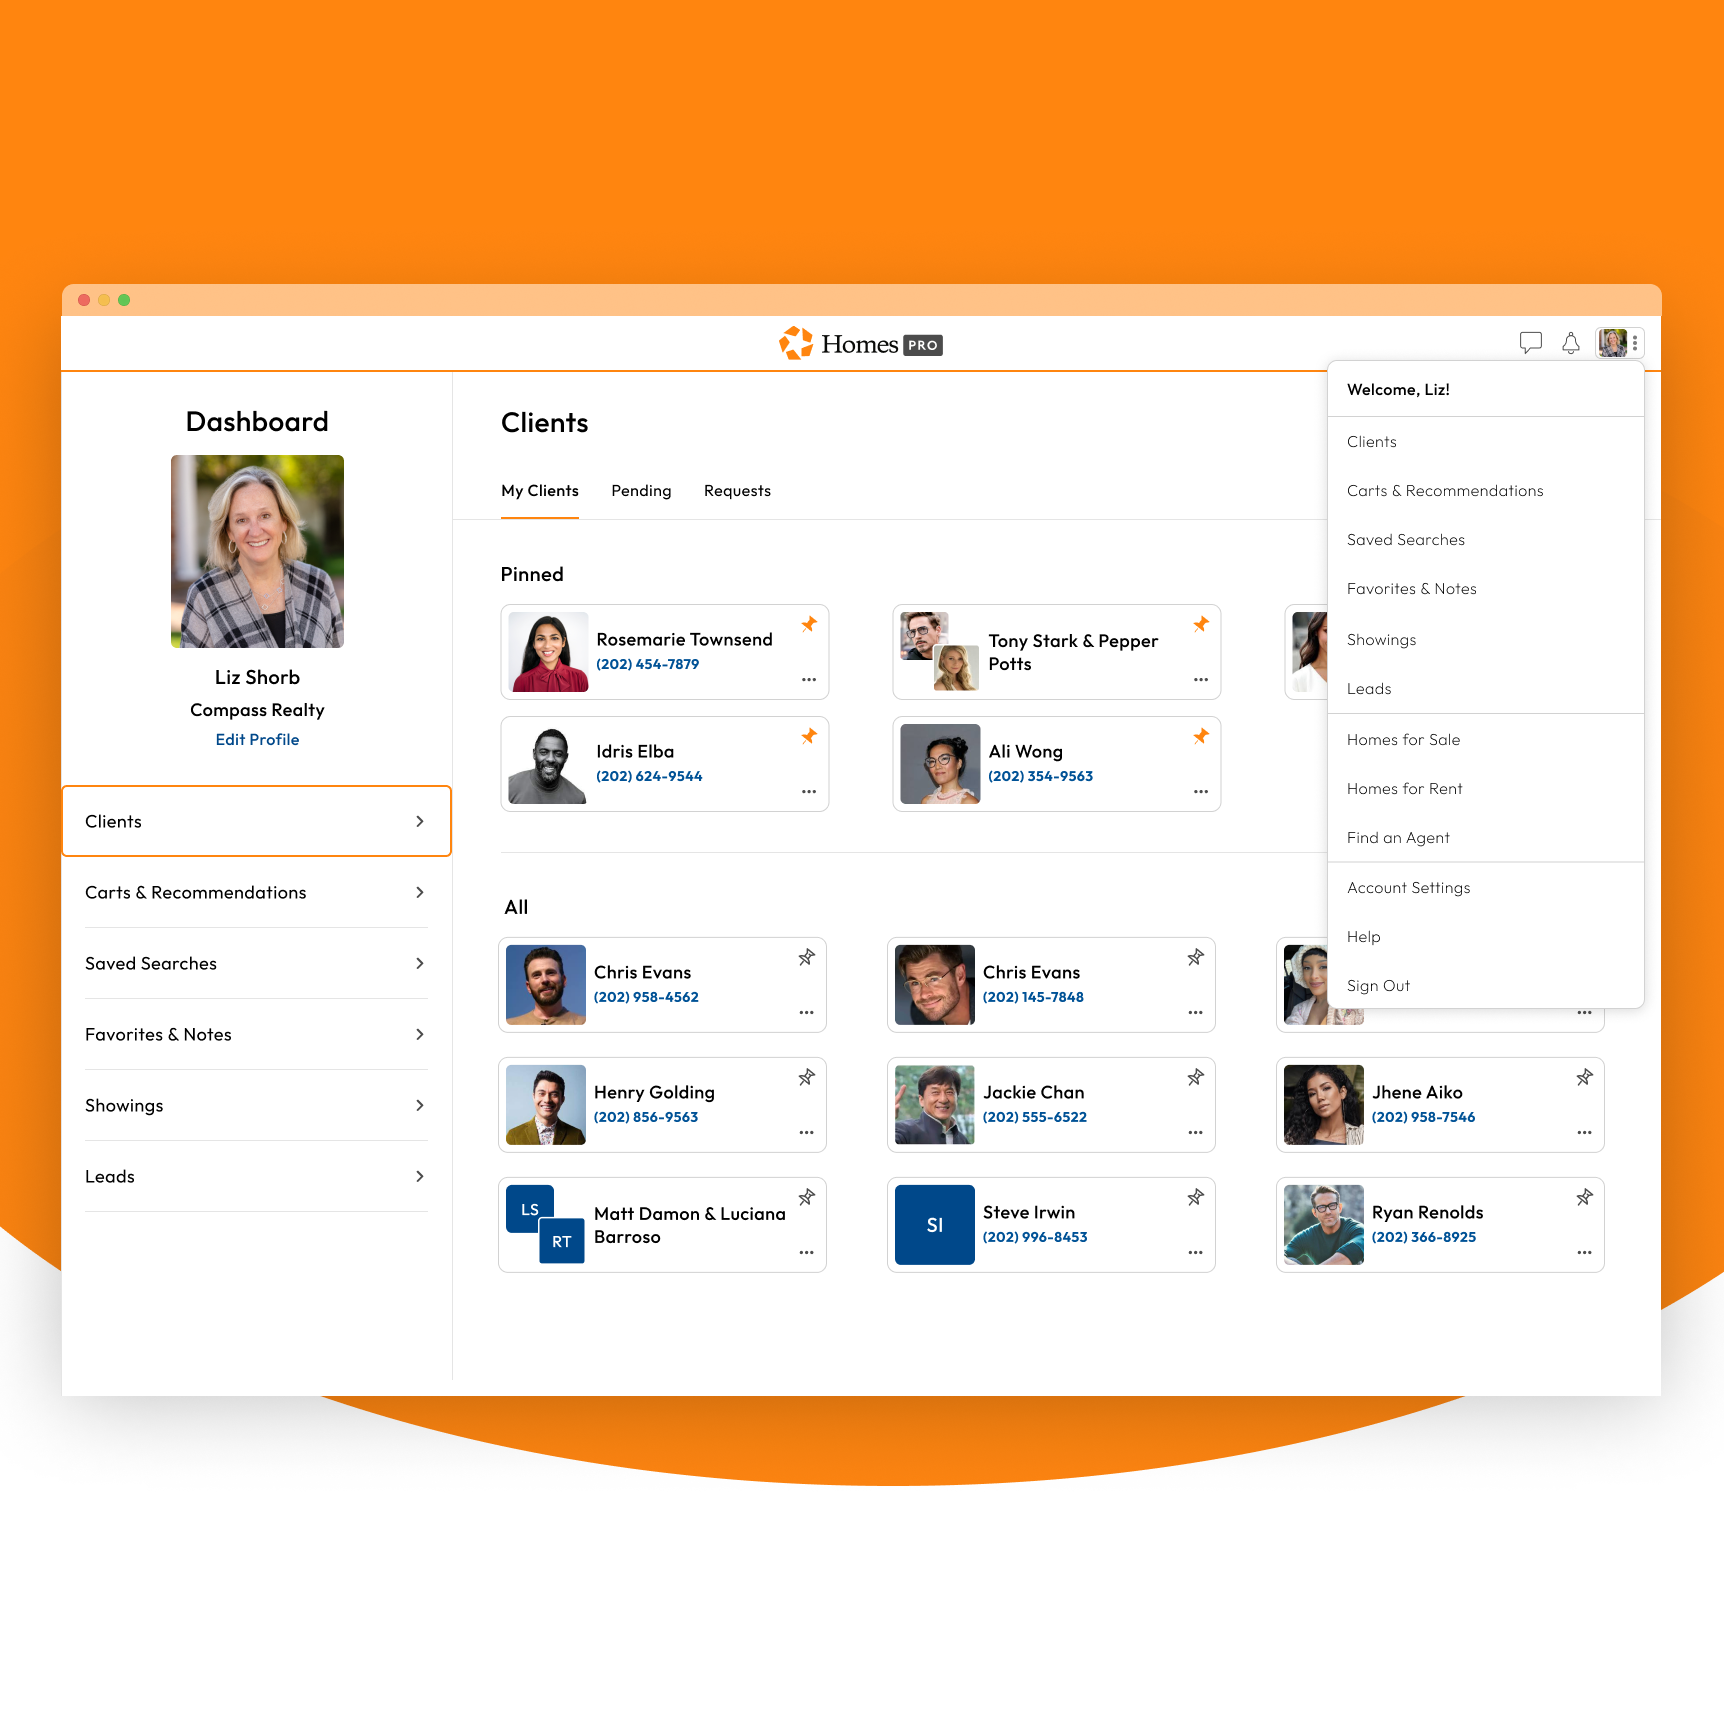 Homes PRO
Welcome, Liz!
Clients
Carts & Recommendations
Saved Searches
Favorites & Notes
Showings
Leads
Homes for Sale
Homes for Rent
Find an Agent
Account Settings
Help
Sign Out
Dashboard
Liz Shorb
Compass Realty
Edit Profile
Clients
Carts & Recommendations
Saved Searches
Favorites & Notes
Showings
Leads
Clients
My Clients Pending Requests
Pinned
Rosemarie Townsend
(202) 454-7879
Tony Stark & Pepper
Potts
Idris Elba
(202) 624-9544
Ali Wong
(202) 354-9563
All
Chris Evans
(202) 958-4562
Chris Evans
(202) 145-7848
Henry Golding
(202) 856-9563
Jackie Chan
(202) 555-6522
Jhene Aiko
(202) 958-7546
LS
RT
Matt Damon & Luciana
Barroso
SI
Steve Irwin
(202) 996-8453
Ryan Renolds
(202) 366-8925